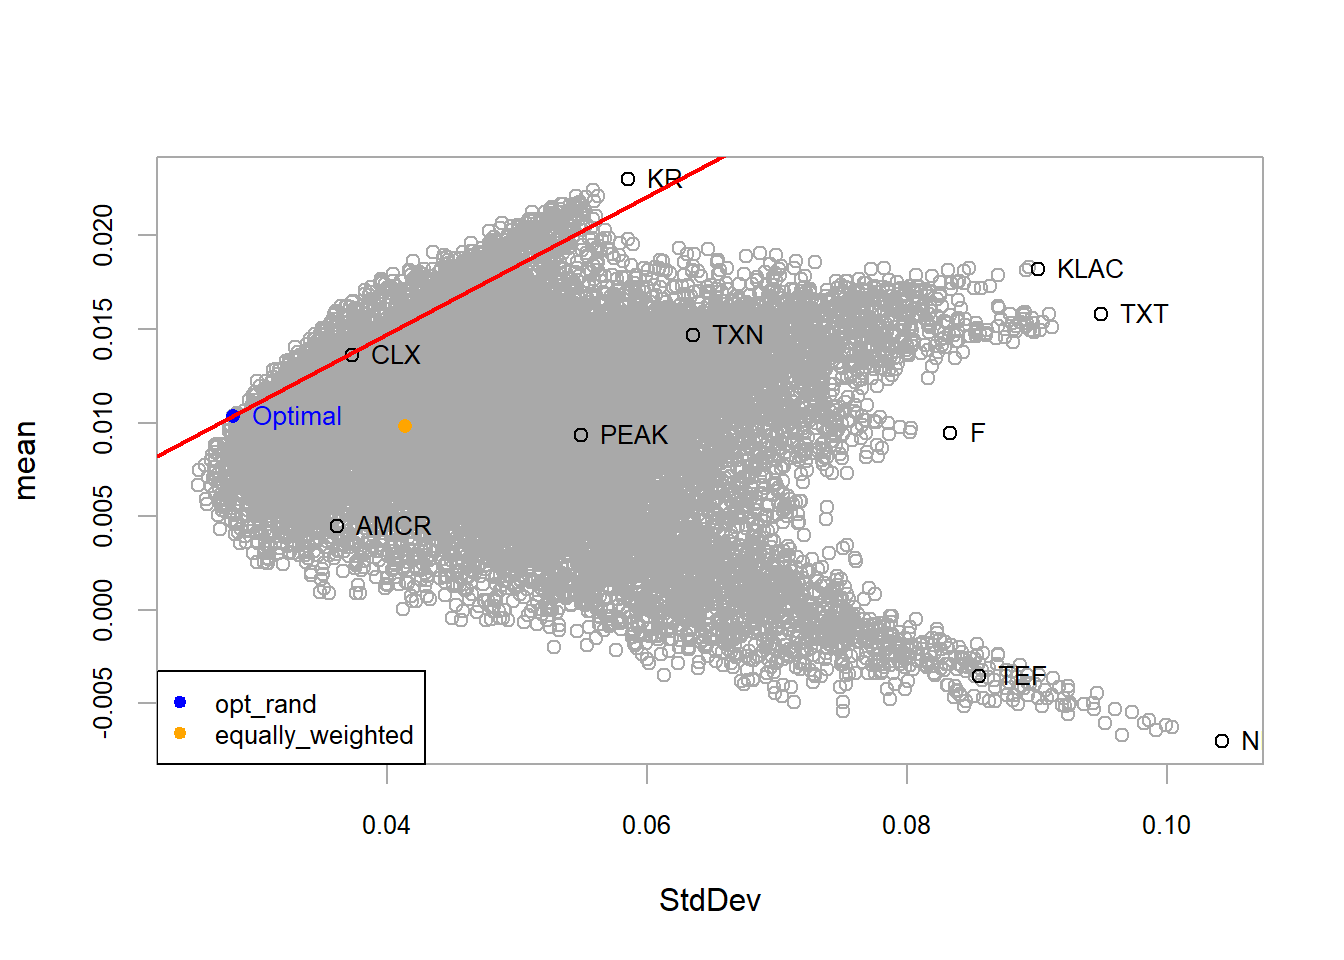 mean
0.020
0.015
0.010
0.005
0.000
-0.005
KR
KLAC
TXT
TXN
CLX
Optimal
PEAK
F
AMCR
TEF
N
opt_rand
equally_weighted
0.04
0.06
0.08
0.10
StdDev